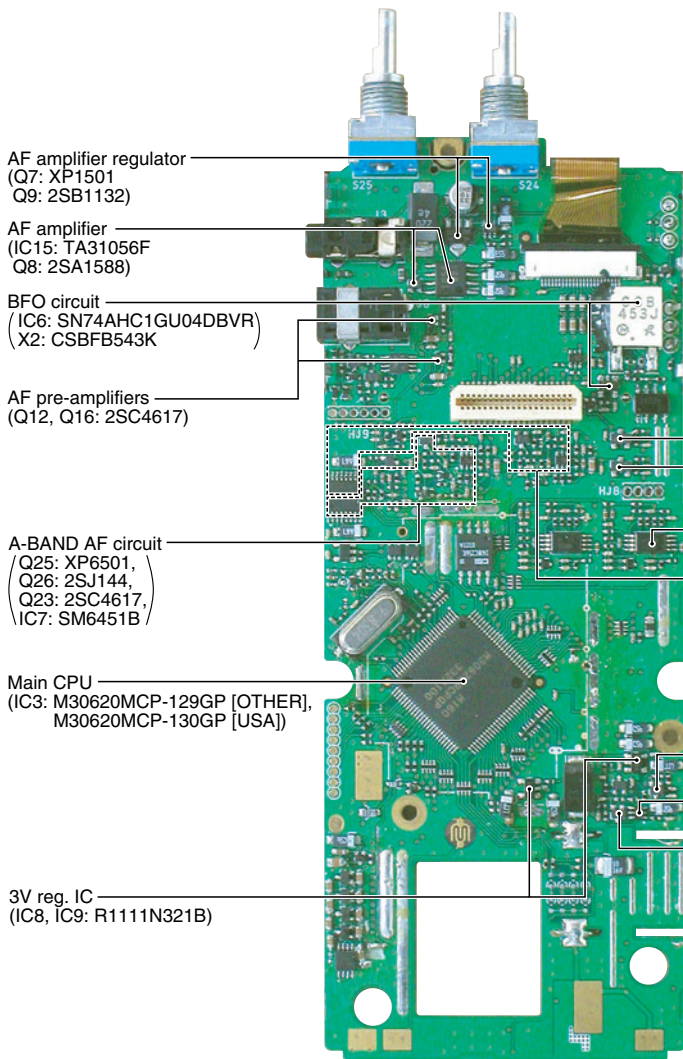 AF amplifier regulator
(Q7: XP1501
Q9: 2SB1132)
AF amplifier
(IC15: TA31056F
Q8: 2SA1588)
BFO circuit
(IC6: SN74AHC1GU04DBVR
X2: CSBFB543K)
AF pre-amplifiers
(Q12, Q16: 2SC4617)
A-BAND AF circuit
(Q25: XP6501,
Q26: 2SJ144,
Q23: 2SC4617,
IC7: SM6451B)
Main CPU
(IC3: M30620MCP-129GP [OTHER],
M30620MCP-130GP [USA])
3V reg. IC
(IC8, IC9: R1111N321B)
S25
S24
453J
HJ9
HJ8